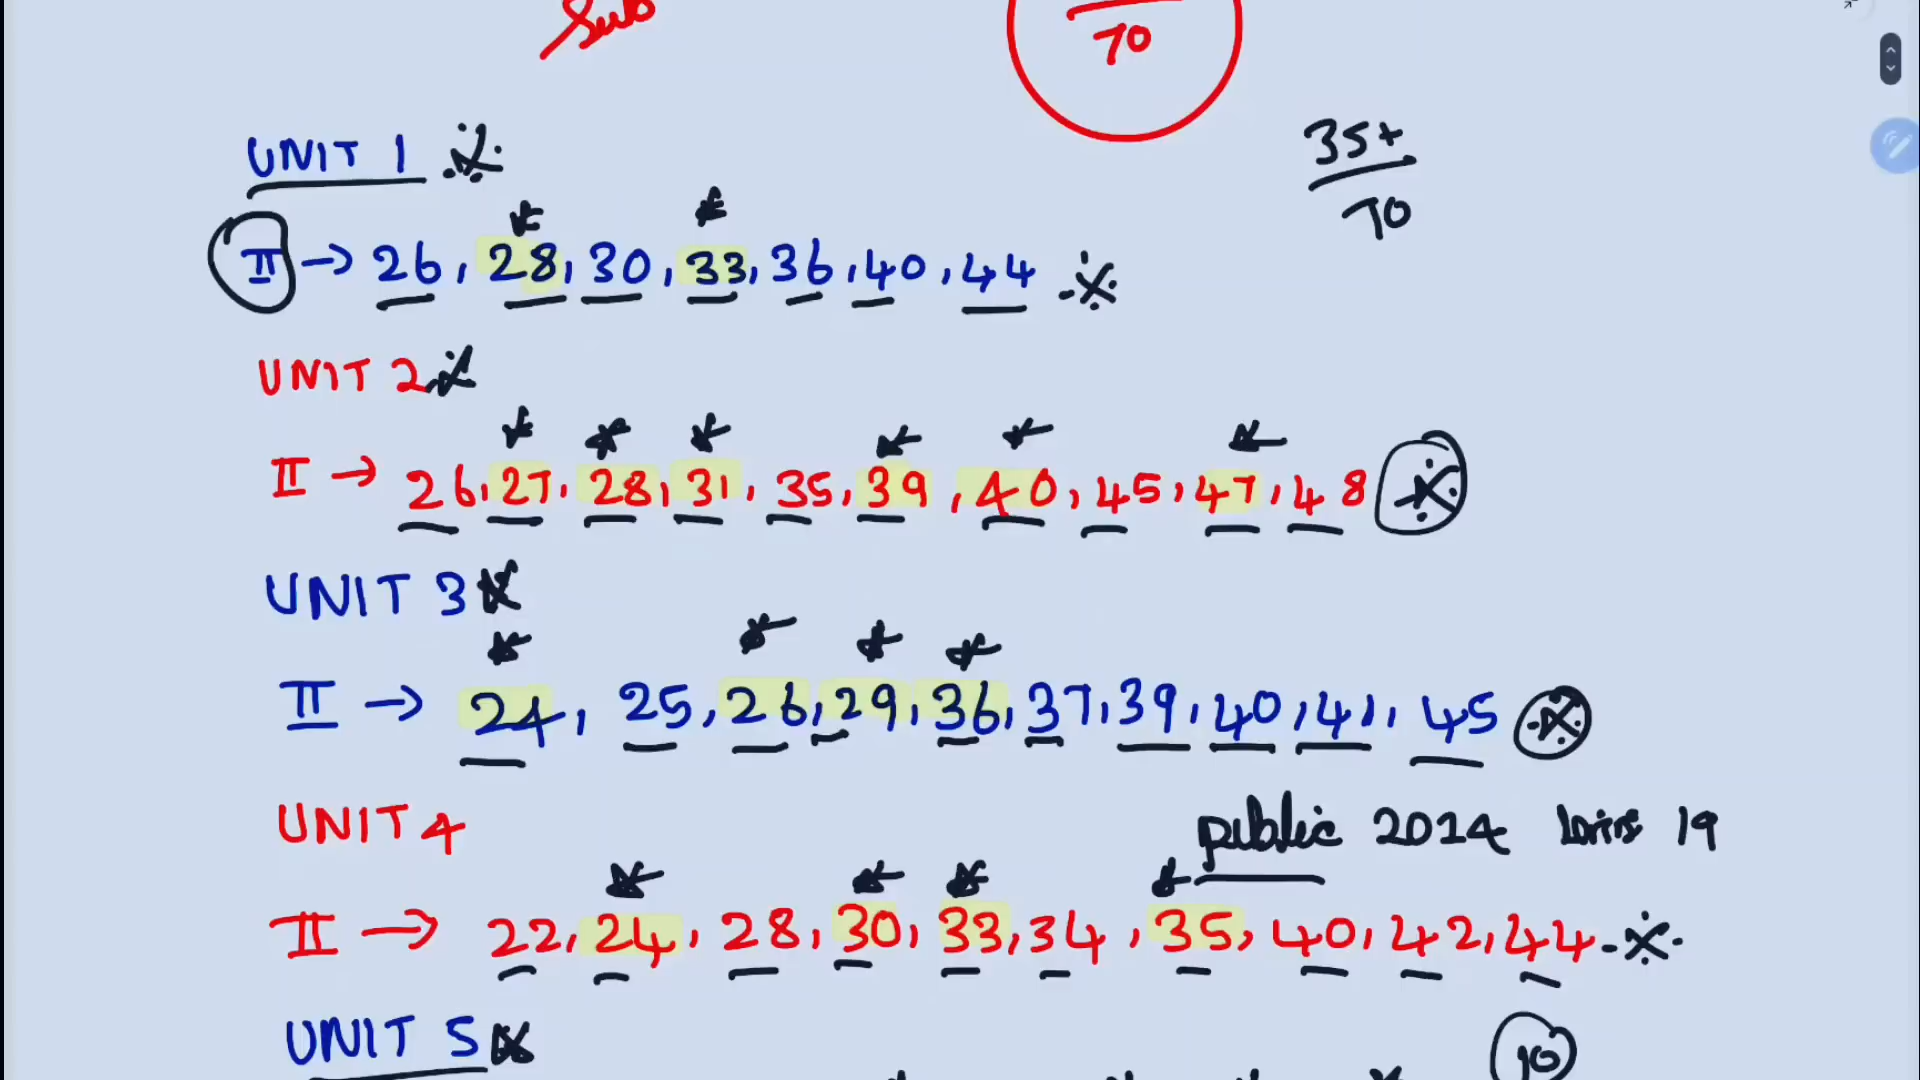 Sub
70
35+
70
UNIT 1
II → 26, 28, 30, 33, 36, 40, 44
UNIT 2
II → 26, 27, 28, 31, 35, 39, 40, 45, 47, 48
UNIT 3
II → 24, 25, 26, 29, 36, 37, 39, 40, 41, 45
UNIT 4
public 2024 19
II → 22, 24, 28, 30, 33, 34, 35, 40, 42, 44
UNIT 5
10